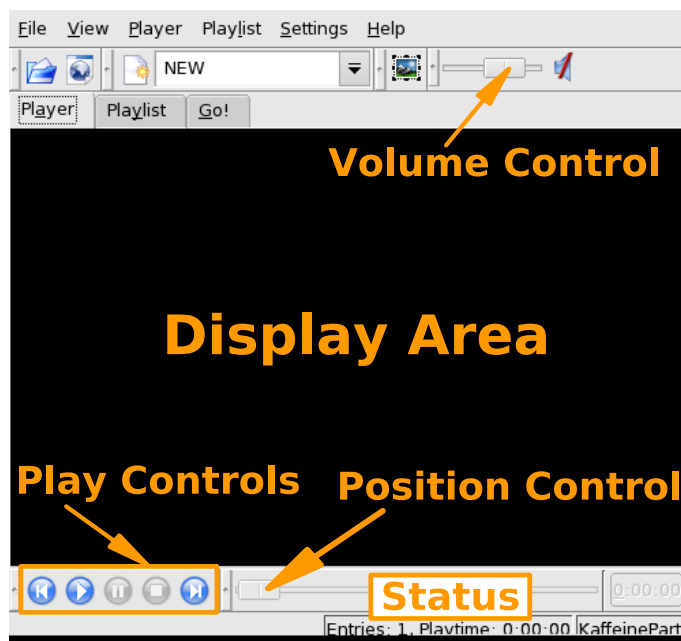 File View Player Playlist Settings Help
NEW
Player Playlist Go!
Volume Control
Display Area
Play Controls Position Control
Status 0:00:00
Entries: 1, Playtime: 0:00:00 KaffeinePart